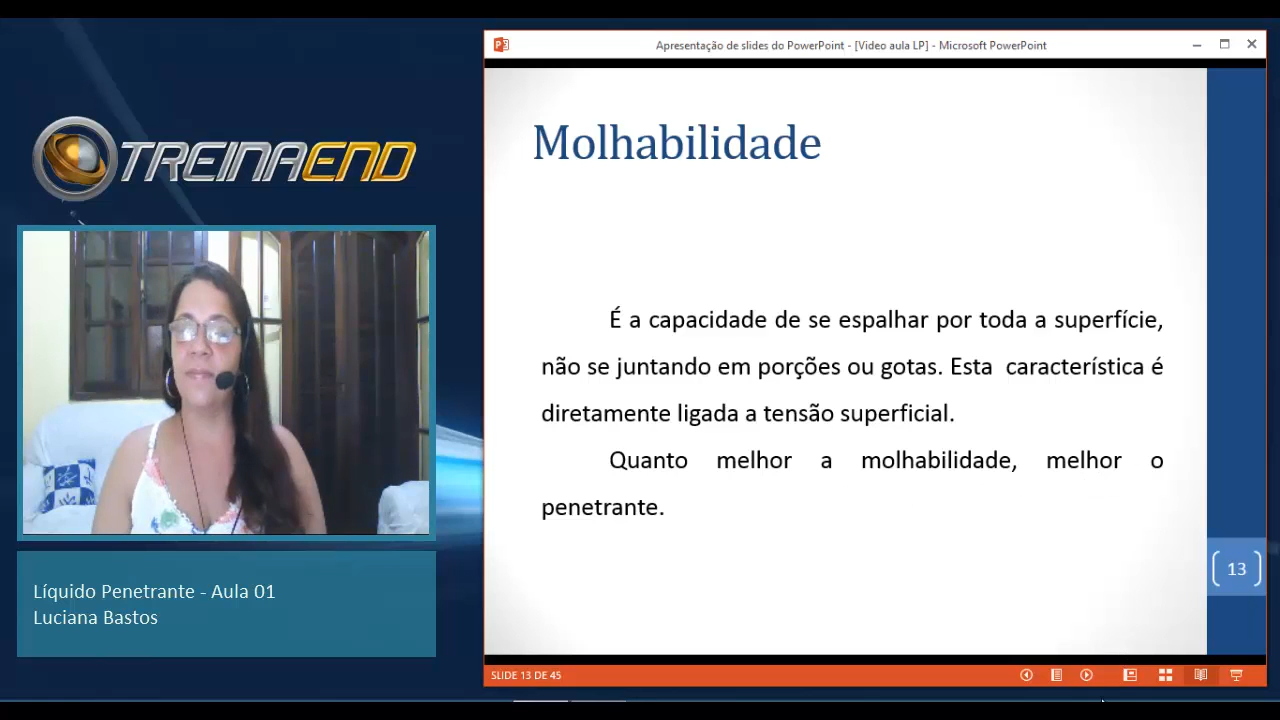 TREINAEND
Líquido Penetrante - Aula 01
Luciana Bastos
Apresentação de slides do PowerPoint - [Video aula LP] - Microsoft PowerPoint
Molhabilidade
É a capacidade de se espalhar por toda a superfície,
não se juntando em porções ou gotas. Esta característica é
diretamente ligada a tensão superficial.
Quanto melhor a molhabilidade, melhor o
penetrante.
13
SLIDE 13 DE 45